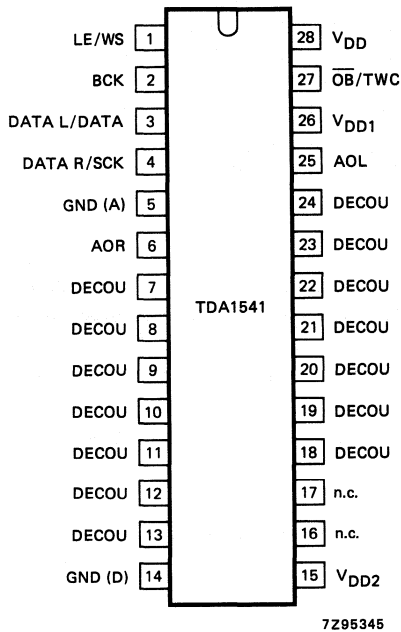 LE/WS 1
BCK 2
DATA L/DATA 3
DATA R/SCK 4
GND (A) 5
AOR 6
DECOU 7
DECOU 8
DECOU 9
DECOU 10
DECOU 11
DECOU 12
DECOU 13
GND (D) 14
TDA1541
28 VDD
27 O̅B̅/TWC
26 VDD1
25 AOL
24 DECOU
23 DECOU
22 DECOU
21 DECOU
20 DECOU
19 DECOU
18 DECOU
17 n.c.
16 n.c.
15 VDD2
7Z95345